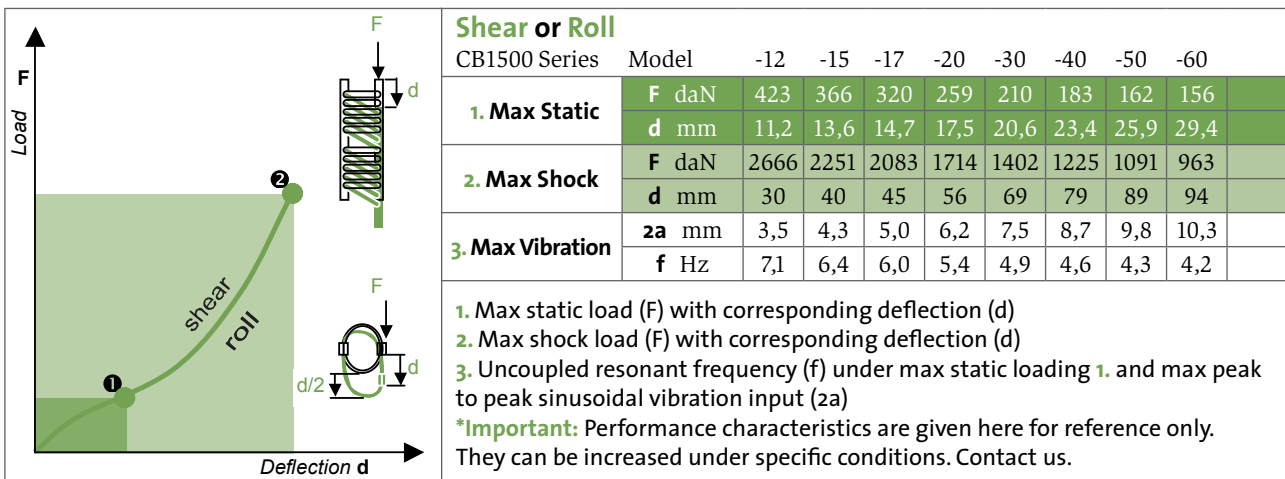 F
Load
❷
shear
roll
❶
Deflection d
F
d
F
d
d/2
Shear or Roll
CB1500 Series Model -12 -15 -17 -20 -30 -40 -50 -60
1. Max Static
F daN 423 366 320 259 210 183 162 156
d mm 11,2 13,6 14,7 17,5 20,6 23,4 25,9 29,4
2. Max Shock
F daN 2666 2251 2083 1714 1402 1225 1091 963
d mm 30 40 45 56 69 79 89 94
3. Max Vibration
2a mm 3,5 4,3 5,0 6,2 7,5 8,7 9,8 10,3
f Hz 7,1 6,4 6,0 5,4 4,9 4,6 4,3 4,2
1. Max static load (F) with corresponding deflection (d)
2. Max shock load (F) with corresponding deflection (d)
3. Uncoupled resonant frequency (f) under max static loading 1. and max peak
to peak sinusoidal vibration input (2a)
*Important: Performance characteristics are given here for reference only.
They can be increased under specific conditions. Contact us.